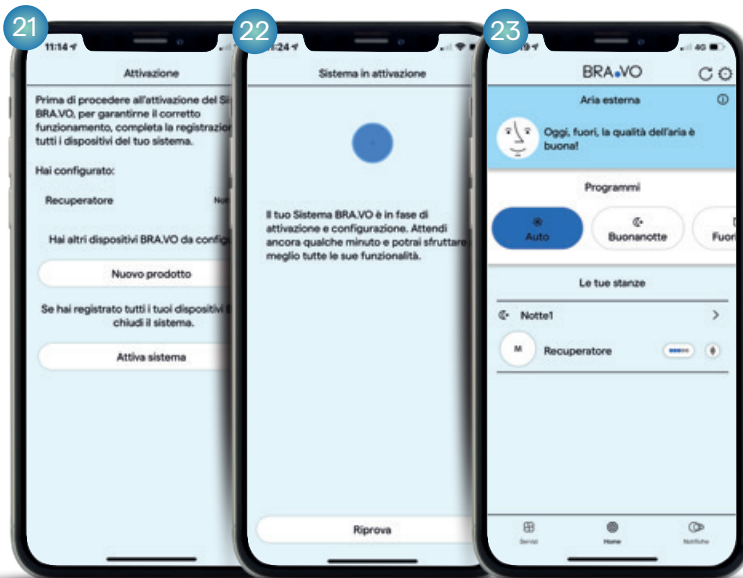 21
11:14
Attivazione
Prima di procedere all'attivazione del
BRA.VO, per garantirne il corretto
funzionamento, completa la registrazion
tutti i dispositivi del tuo sistema.
Hai configurato:
Recuperatore
Hai altri dispositivi BRA.VO da config
Nuovo prodotto
Se hai registrato tutti i tuoi dispositivi
chiudi il sistema.
Attiva sistema
22
:24
Sistema in attivazione
Il tuo Sistema BRA.VO è in fase di
attivazione e configurazione. Attendi
ancora qualche minuto e potrai sfruttare
meglio tutte le sue funzionalità.
Riprova
23
4G
BRA.VO
Aria esterna
Oggi, fuori, la qualità dell'aria è
buona!
Programmi
Auto
Buonanotte
Fuori
Le tue stanze
Notte1
M
Recuperatore
Servizi
Home
Notifiche